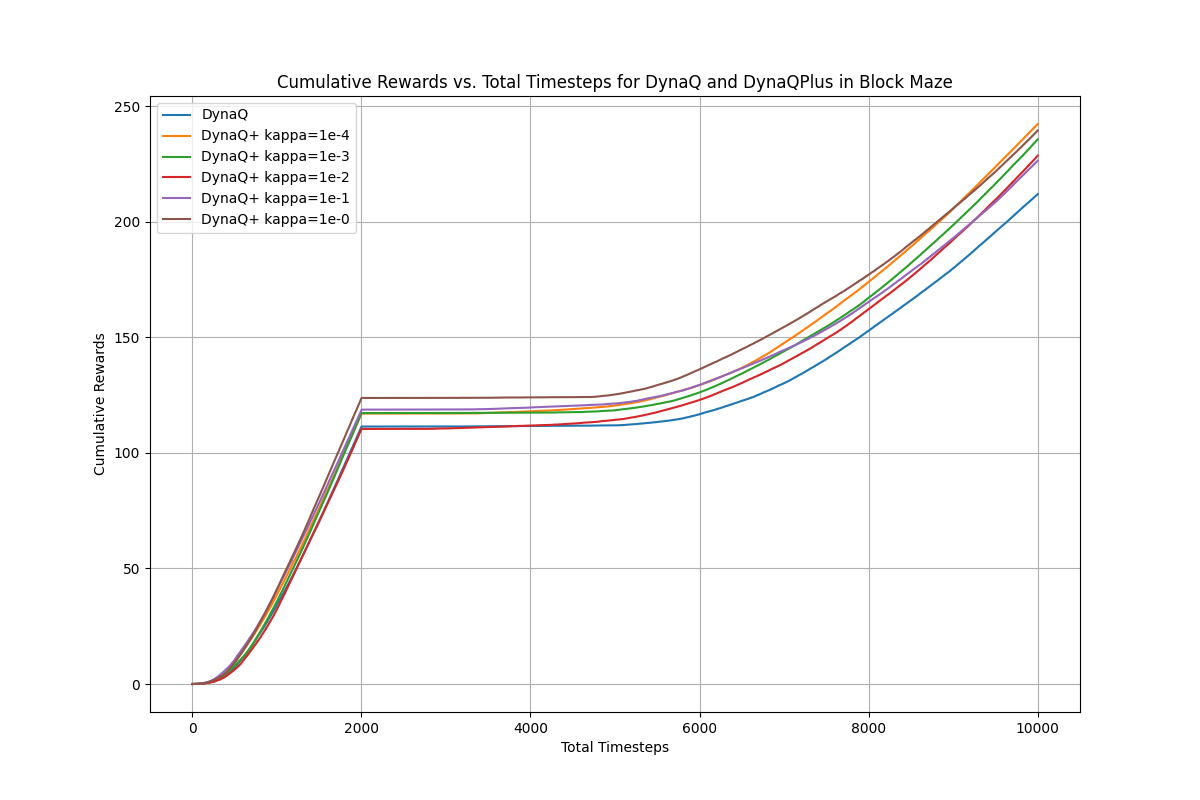 Cumulative Rewards vs. Total Timesteps for DynaQ and DynaQPlus in Block Maze
DynaQ
DynaQ+ kappa=1e-4
DynaQ+ kappa=1e-3
DynaQ+ kappa=1e-2
DynaQ+ kappa=1e-1
DynaQ+ kappa=1e-0
250
200
150
100
50
0
Cumulative Rewards
0 2000 4000 6000 8000 10000
Total Timesteps